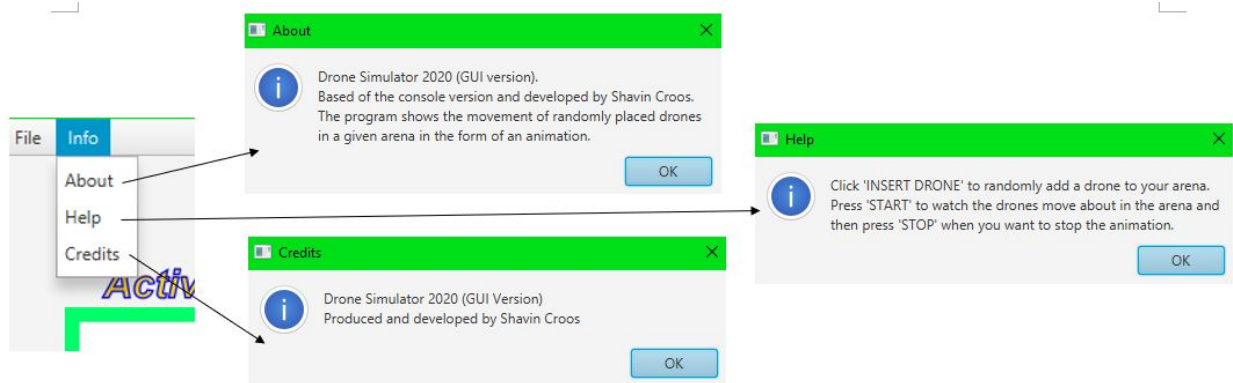 About
Drone Simulator 2020 (GUI version).
Based of the console version and developed by Shavin Croos.
The program shows the movement of randomly placed drones
in a given arena in the form of an animation.
OK
File Info
About
Help
Credits
Activ
Help
Click 'INSERT DRONE' to randomly add a drone to your arena.
Press 'START' to watch the drones move about in the arena and
then press 'STOP' when you want to stop the animation.
OK
Credits
Drone Simulator 2020 (GUI Version)
Produced and developed by Shavin Croos
OK